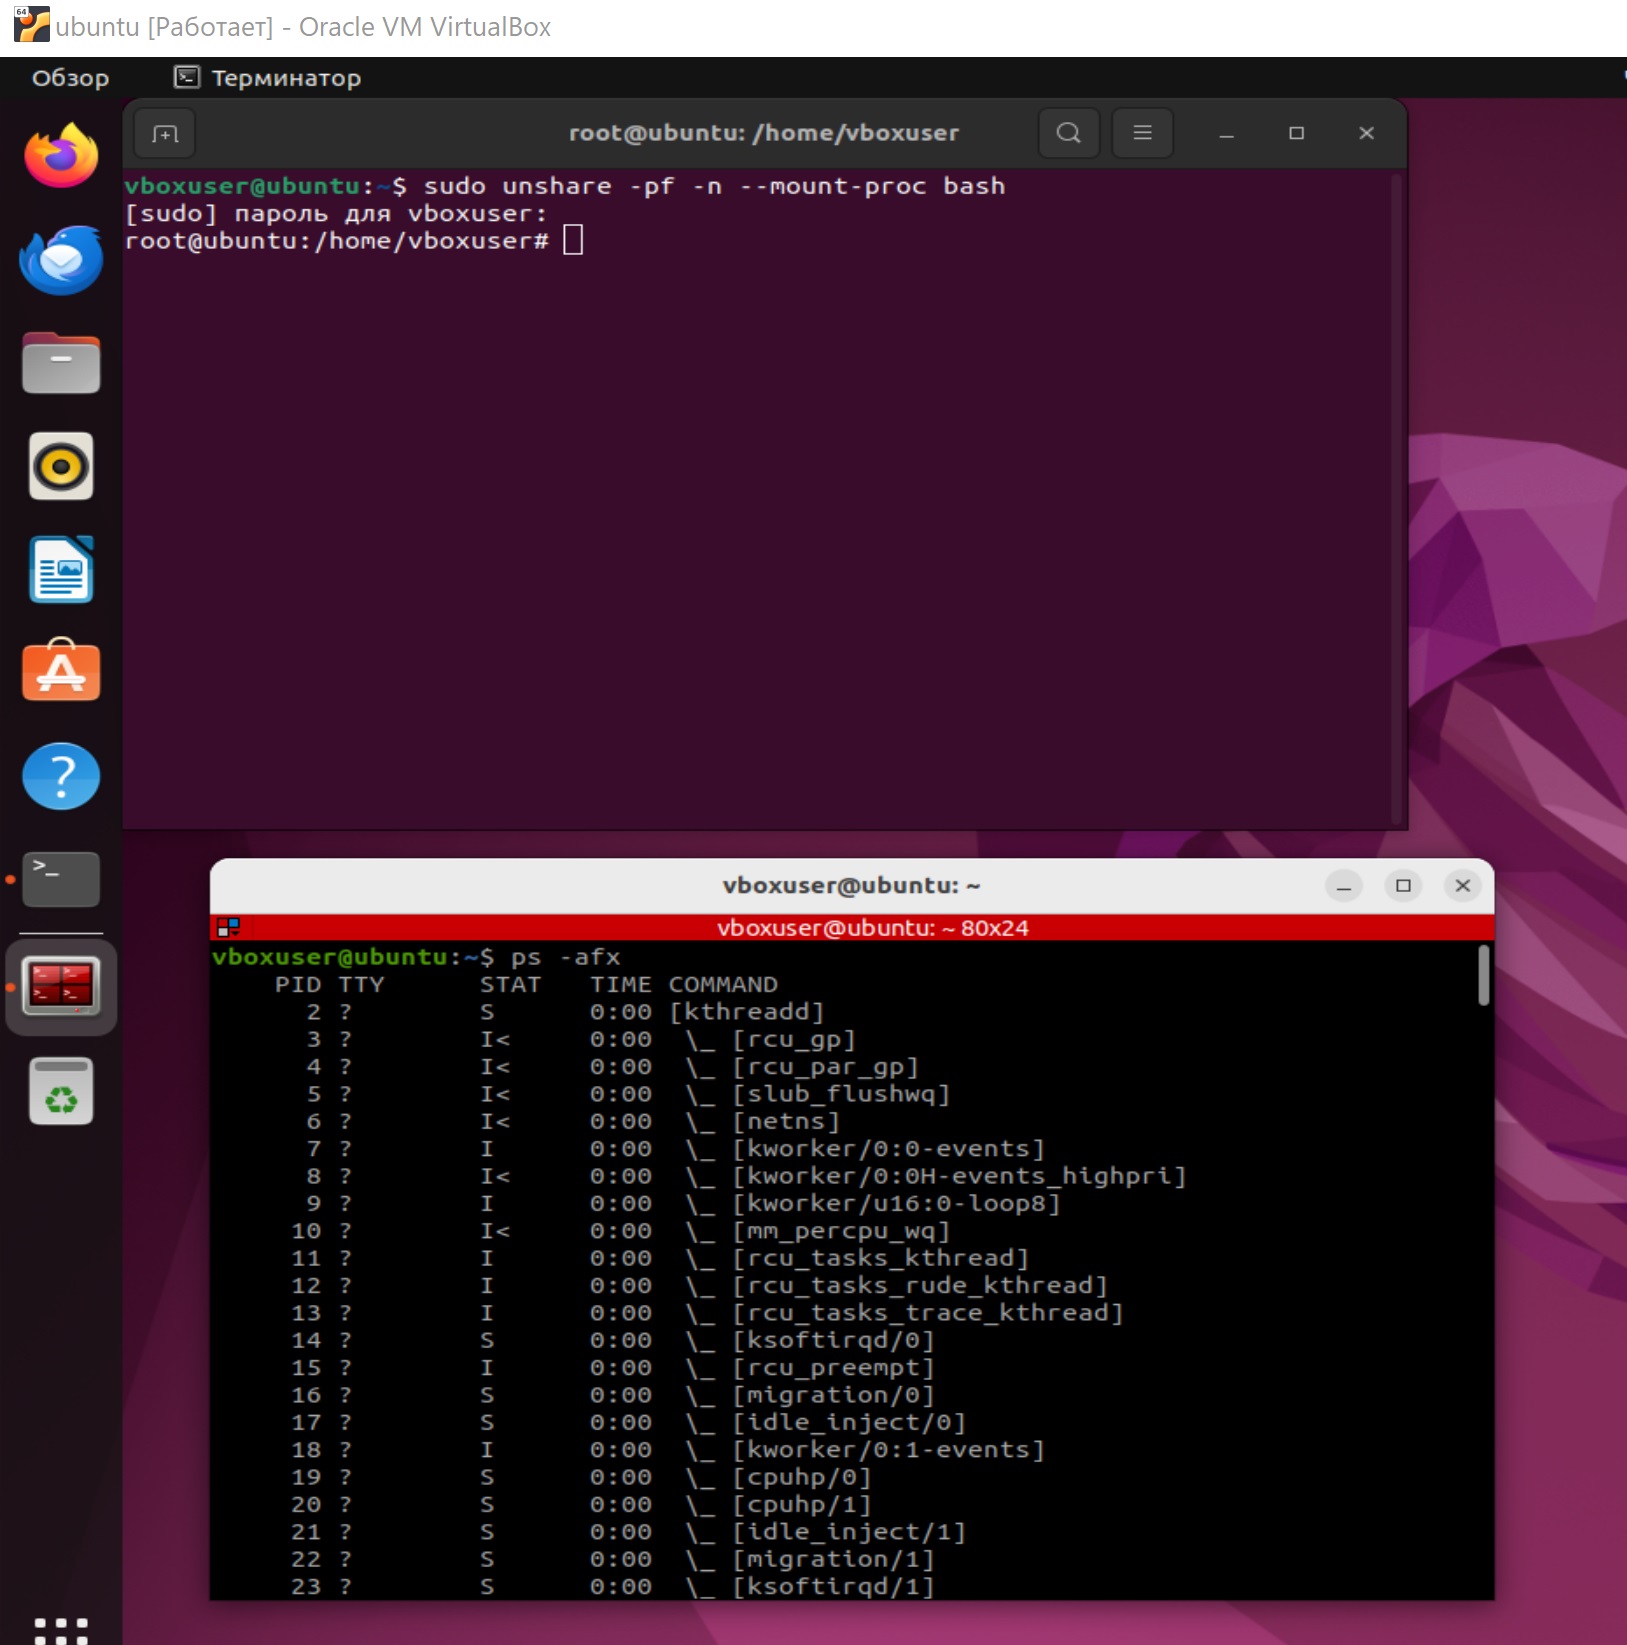 64
ubuntu [Работает] - Oracle VM VirtualBox
Обзор
Терминатор
root@ubuntu: /home/vboxuser
vboxuser@ubuntu:~$ sudo unshare -pf -n --mount-proc bash
[sudo] пароль для vboxuser:
root@ubuntu:/home/vboxuser#
vboxuser@ubuntu: ~
vboxuser@ubuntu: ~ 80x24
vboxuser@ubuntu:~$ ps -afx
PID TTY STAT TIME COMMAND
2 ? S 0:00 [kthreadd]
3 ? I< 0:00 \_ [rcu_gp]
4 ? I< 0:00 \_ [rcu_par_gp]
5 ? I< 0:00 \_ [slub_flushwq]
6 ? I< 0:00 \_ [netns]
7 ? I 0:00 \_ [kworker/0:0-events]
8 ? I< 0:00 \_ [kworker/0:0H-events_highpri]
9 ? I 0:00 \_ [kworker/u16:0-loop8]
10 ? I< 0:00 \_ [mm_percpu_wq]
11 ? I 0:00 \_ [rcu_tasks_kthread]
12 ? I 0:00 \_ [rcu_tasks_rude_kthread]
13 ? I 0:00 \_ [rcu_tasks_trace_kthread]
14 ? S 0:00 \_ [ksoftirqd/0]
15 ? I 0:00 \_ [rcu_preempt]
16 ? S 0:00 \_ [migration/0]
17 ? S 0:00 \_ [idle_inject/0]
18 ? I 0:00 \_ [kworker/0:1-events]
19 ? S 0:00 \_ [cpuhp/0]
20 ? S 0:00 \_ [cpuhp/1]
21 ? S 0:00 \_ [idle_inject/1]
22 ? S 0:00 \_ [migration/1]
23 ? S 0:00 \_ [ksoftirqd/1]